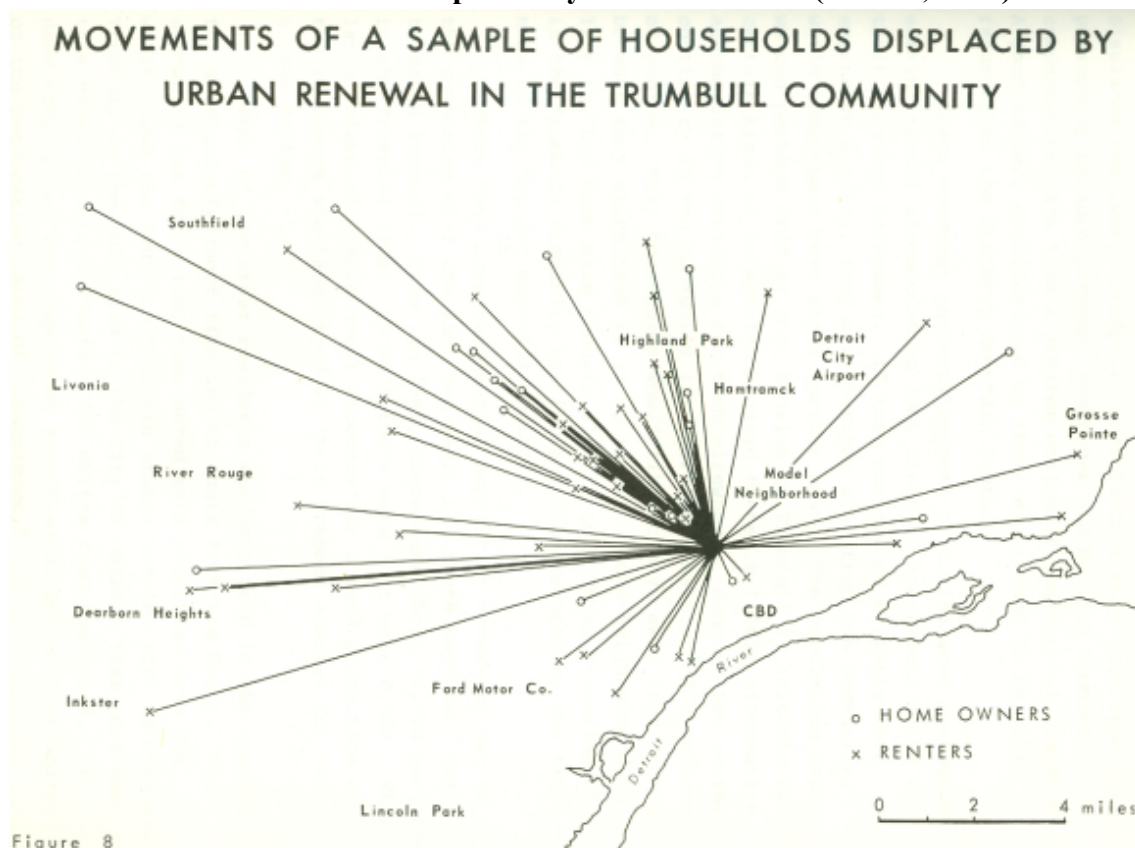 MOVEMENTS OF A SAMPLE OF HOUSEHOLDS DISPLACED BY
URBAN RENEWAL IN THE TRUMBULL COMMUNITY
Southfield
Highland Park
Detroit
City
Airport
Livonia
Hamtramck
Grosse
Pointe
River Rouge
Model
Neighborhood
Dearborn Heights
CBD
River
Inkster
Ford Motor Co.
Detroit
o HOME OWNERS
x RENTERS
Lincoln Park
0 2 4 miles
Figure 8